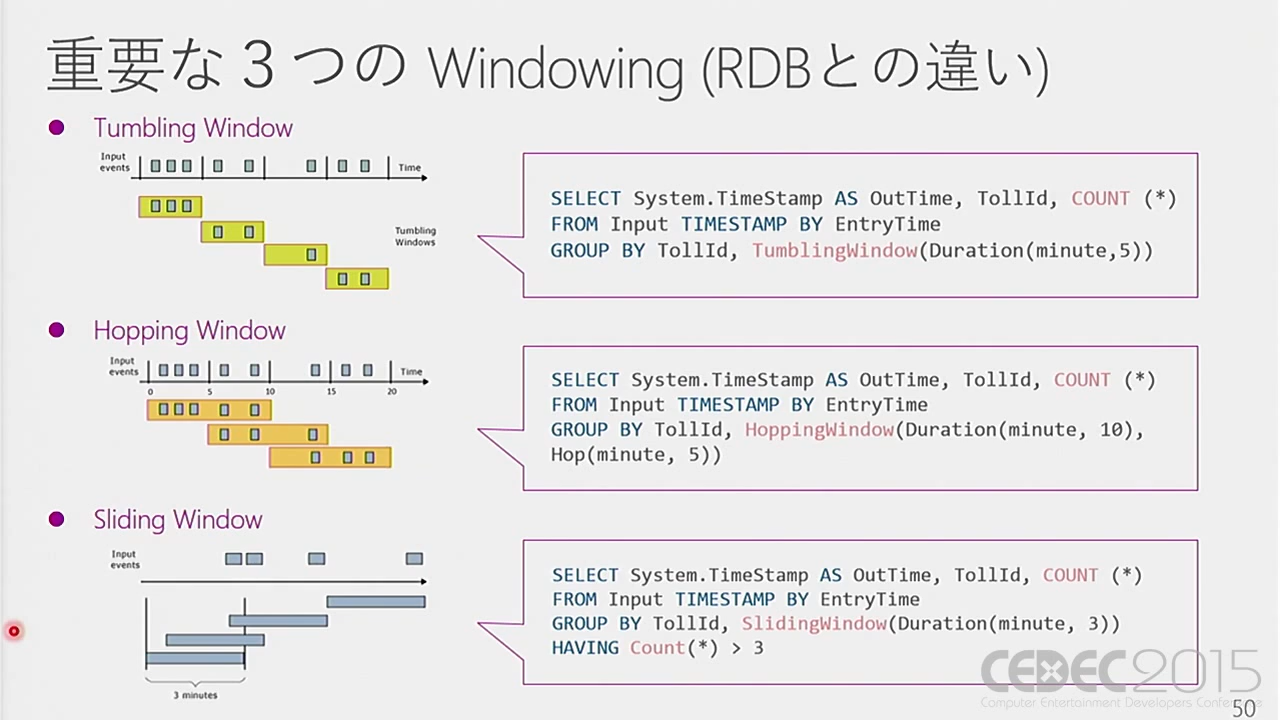 重要な３つの Windowing (RDBとの違い)
Tumbling Window
Input
events
Time
Tumbling
Windows
SELECT System.TimeStamp AS OutTime, TollId, COUNT (*)
FROM Input TIMESTAMP BY EntryTime
GROUP BY TollId, TumblingWindow(Duration(minute,5))
Hopping Window
Input
events
Time
0 5 10 15 20
SELECT System.TimeStamp AS OutTime, TollId, COUNT (*)
FROM Input TIMESTAMP BY EntryTime
GROUP BY TollId, HoppingWindow(Duration(minute, 10),
Hop(minute, 5))
Sliding Window
Input
events
3 minutes
SELECT System.TimeStamp AS OutTime, TollId, COUNT (*)
FROM Input TIMESTAMP BY EntryTime
GROUP BY TollId, SlidingWindow(Duration(minute, 3))
HAVING Count(*) > 3
CEDEC2015
Computer Entertainment Developers Conference
50